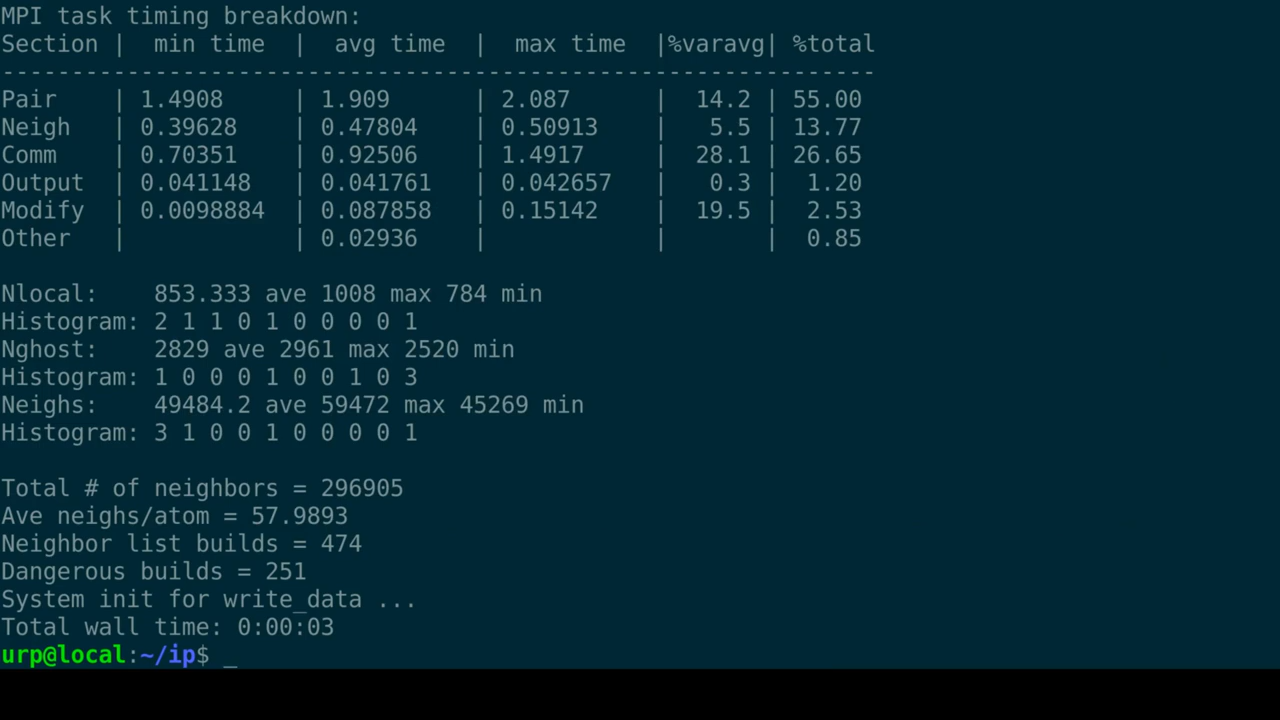 MPI task timing breakdown:
Section |  min time  |  avg time  |  max time  |%varavg| %total
---------------------------------------------------------------
Pair    | 1.4908     | 1.909      | 2.087      |  14.2 | 55.00
Neigh   | 0.39628    | 0.47804    | 0.50913    |   5.5 | 13.77
Comm    | 0.70351    | 0.92506    | 1.4917     |  28.1 | 26.65
Output  | 0.041148   | 0.041761   | 0.042657   |   0.3 |  1.20
Modify  | 0.0098884  | 0.087858   | 0.15142    |  19.5 |  2.53
Other   |            | 0.02936    |            |       |  0.85
Nlocal:    853.333 ave 1008 max 784 min
Histogram: 2 1 1 0 1 0 0 0 0 1
Nghost:    2829 ave 2961 max 2520 min
Histogram: 1 0 0 0 1 0 0 1 0 3
Neighs:    49484.2 ave 59472 max 45269 min
Histogram: 3 1 0 0 1 0 0 0 0 1
Total # of neighbors = 296905
Ave neighs/atom = 57.9893
Neighbor list builds = 474
Dangerous builds = 251
System init for write_data ...
Total wall time: 0:00:03
urp@local:~/ip$ _